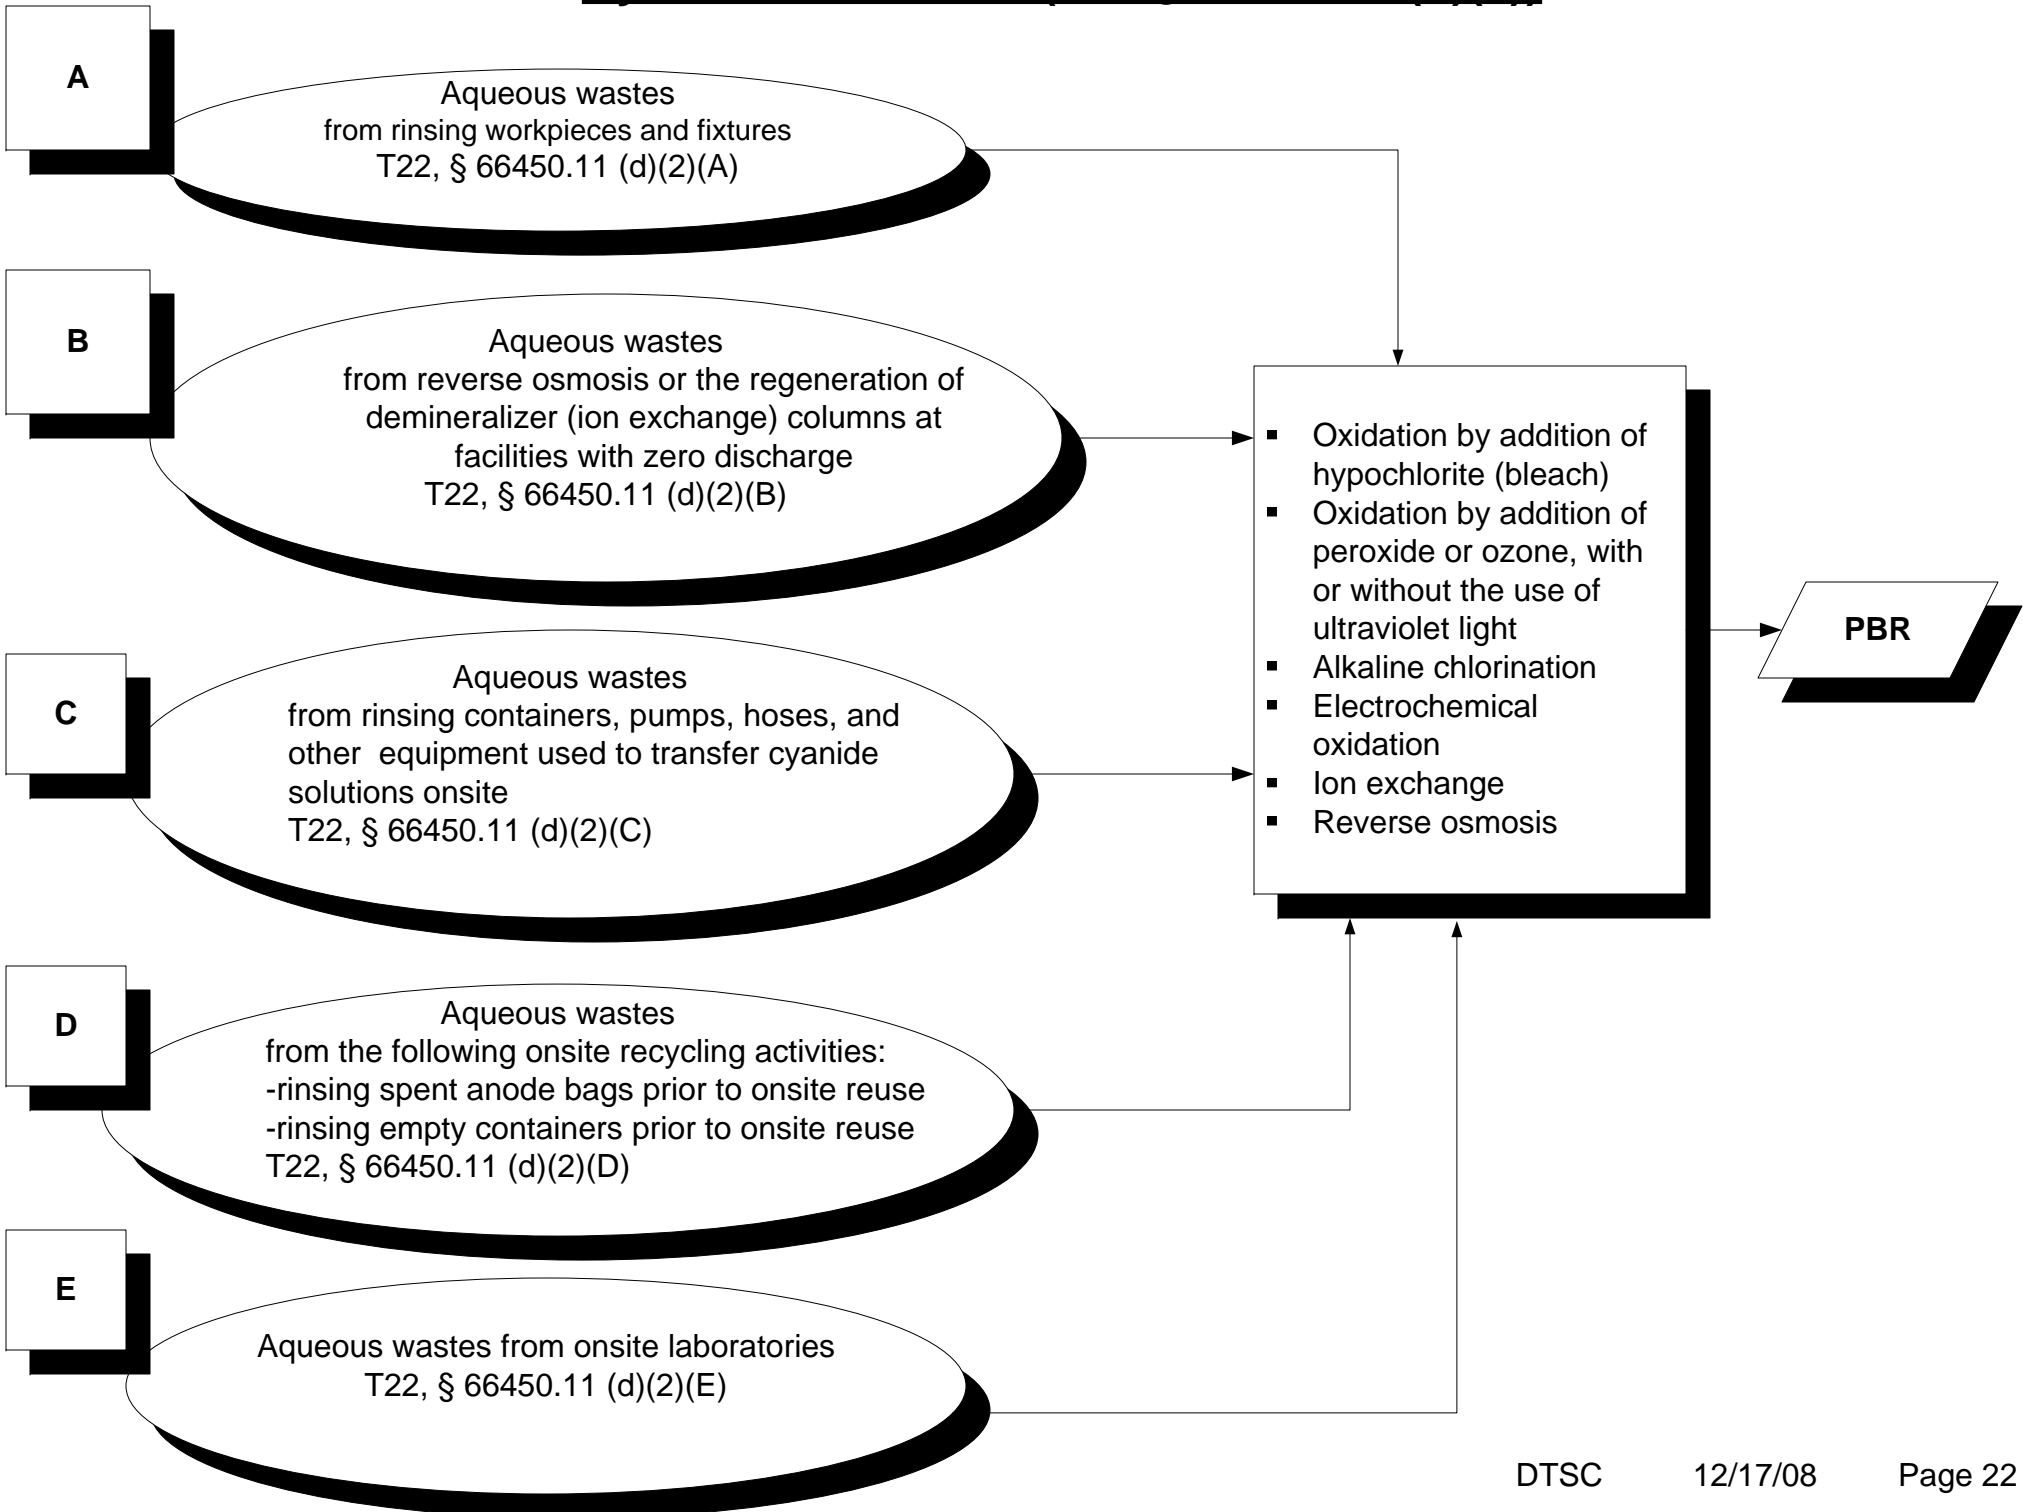 A
Aqueous wastes
from rinsing workpieces and fixtures
T22, § 66450.11 (d)(2)(A)
B
Aqueous wastes
from reverse osmosis or the regeneration of
demineralizer (ion exchange) columns at
facilities with zero discharge
T22, § 66450.11 (d)(2)(B)
C
Aqueous wastes
from rinsing containers, pumps, hoses, and
other equipment used to transfer cyanide
solutions onsite
T22, § 66450.11 (d)(2)(C)
D
Aqueous wastes
from the following onsite recycling activities:
-rinsing spent anode bags prior to onsite reuse
-rinsing empty containers prior to onsite reuse
T22, § 66450.11 (d)(2)(D)
E
Aqueous wastes from onsite laboratories
T22, § 66450.11 (d)(2)(E)
▪ Oxidation by addition of
hypochlorite (bleach)
▪ Oxidation by addition of
peroxide or ozone, with
or without the use of
ultraviolet light
▪ Alkaline chlorination
▪ Electrochemical
oxidation
▪ Ion exchange
▪ Reverse osmosis
PBR
DTSC 12/17/08 Page 22